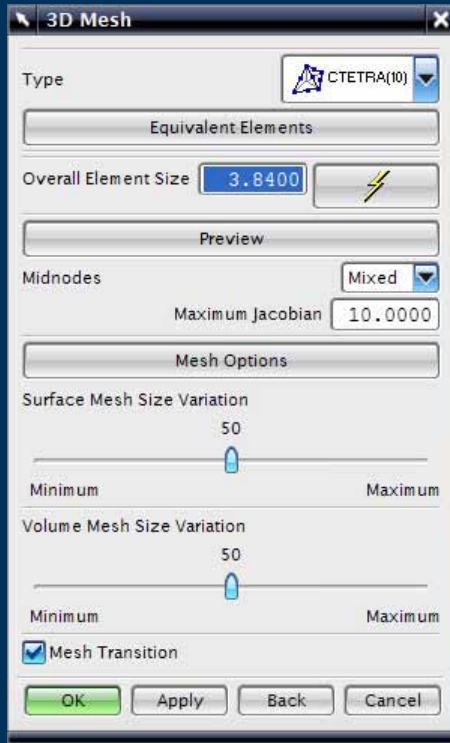 3D Mesh
Type CTETRA(10)
Equivalent Elements
Overall Element Size 3.8400
Preview
Midnodes Mixed
Maximum Jacobian 10.0000
Mesh Options
Surface Mesh Size Variation
50
Minimum Maximum
Volume Mesh Size Variation
50
Minimum Maximum
Mesh Transition
OK Apply Back Cancel